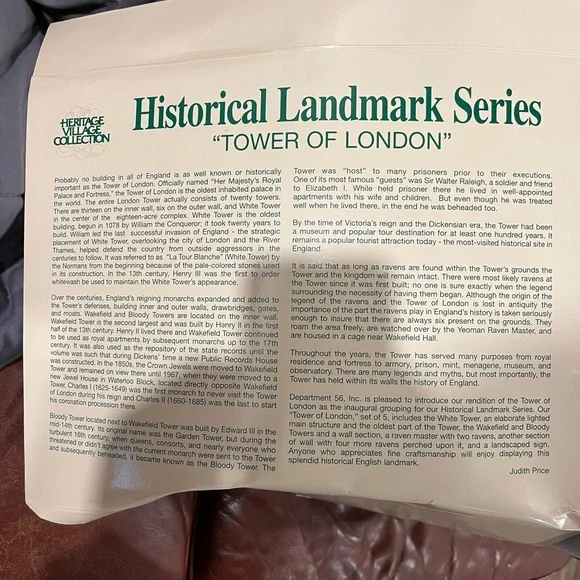 HERITAGE
VILLAGE
COLLECTION
Historical Landmark Series
“TOWER OF LONDON”
Probably no building in all of England is as well known or historically
important as the Tower of London. Officially named “Her Majesty's Royal
Palace and Fortress,” the Tower of London is the oldest inhabited palace in
the world. The entire London Tower actually consists of twenty towers.
There are thirteen on the inner wall, six on the outer wall, and White Tower
in the center of the eighteen-acre complex. White Tower is the oldest
building, begun in 1078 by William the Conqueror; it took twenty years to
build. William led the last successful invasion of England - the strategic
placement of White Tower, overlooking the city of London and the River
Thames, helped defend the country from outside aggressors in the
centuries to follow. It was referred to as “La Tour Blanche” (White Tower) by
the Normans from the beginning because of the pale-colored stones used
in its construction. In the 13th century, Henry III was the first to order
whitewash be used to maintain the White Tower's appearance.
Over the centuries, England's reigning monarchs expanded and added to
the Tower's defenses, building inner and outer walls, drawbridges, gates,
and moats. Wakefield and Bloody Towers are located on the inner wall.
Wakefield Tower is the second largest and was built by Henry II in the first
half of the 13th century. Henry II lived there and Wakefield Tower continued
to be used as royal apartments by subsequent monarchs up to the 17th
century. It was also used as the repository of the state records until the
volume was such that during Dickens' time a new Public Records House
was constructed. In the 1850s, the Crown Jewels were moved to Wakefield
Tower and remained on view there until 1967, when they were moved to a
new Jewel House in Waterloo Block, located directly opposite Wakefield
Tower. Charles I (1625-1649) was the first monarch to never visit the Tower
of London during his reign and Charles II (1660-1685) was the last to start
his coronation procession there.
Bloody Tower located next to Wakefield Tower was built by Edward III in the
mid-14th century. Its original name was the Garden Tower, but during the
turbulent 16th century, when queens, consorts, and nearly everyone who
threatened or didn't agree with the current monarch were sent to the Tower
and subsequently beheaded, it became known as the Bloody Tower. The
Tower was “host” to many prisoners prior to their executions.
One of its most famous “guests” was Sir Walter Raleigh, a soldier and friend
to Elizabeth I. While held prisoner there he lived in well-appointed
apartments with his wife and children. But even though he was treated
well when he lived there, in the end he was beheaded too.
By the time of Victoria's reign and the Dickensian era, the Tower had been
a museum and popular tour destination for at least one hundred years. It
remains a popular tourist attraction today - the most-visited historical site in
England.
It is said that as long as ravens are found within the Tower's grounds the
Tower and the kingdom will remain intact. There were most likely ravens at
the Tower since it was first built; no one is sure exactly when the legend
surrounding the necessity of having them began. Although the origin of the
legend of the ravens and the Tower of London is lost in antiquity the
importance of the part the ravens play in England's history is taken seriously
enough to insure that there are always six present on the grounds. They
roam the area freely, are watched over by the Yeoman Raven Master, and
are housed in a cage near Wakefield Hall.
Throughout the years, the Tower has served many purposes from royal
residence and fortress to armory, prison, mint, menagerie, museum, and
observatory. There are many legends and myths, but most importantly, the
Tower has held within its walls the history of England.
Department 56, Inc. is pleased to introduce our rendition of the Tower of
London as the inaugural grouping for our Historical Landmark Series. Our
“Tower of London,” set of 5, includes the White Tower, an elaborate lighted
main structure and the oldest part of the Tower, the Wakefield and Bloody
Towers and a wall section, a raven master with two ravens, another section
of wall with four more ravens perched upon it, and a landscaped sign.
Anyone who appreciates fine craftsmanship will enjoy displaying this
splendid historical English landmark.
Judith Price